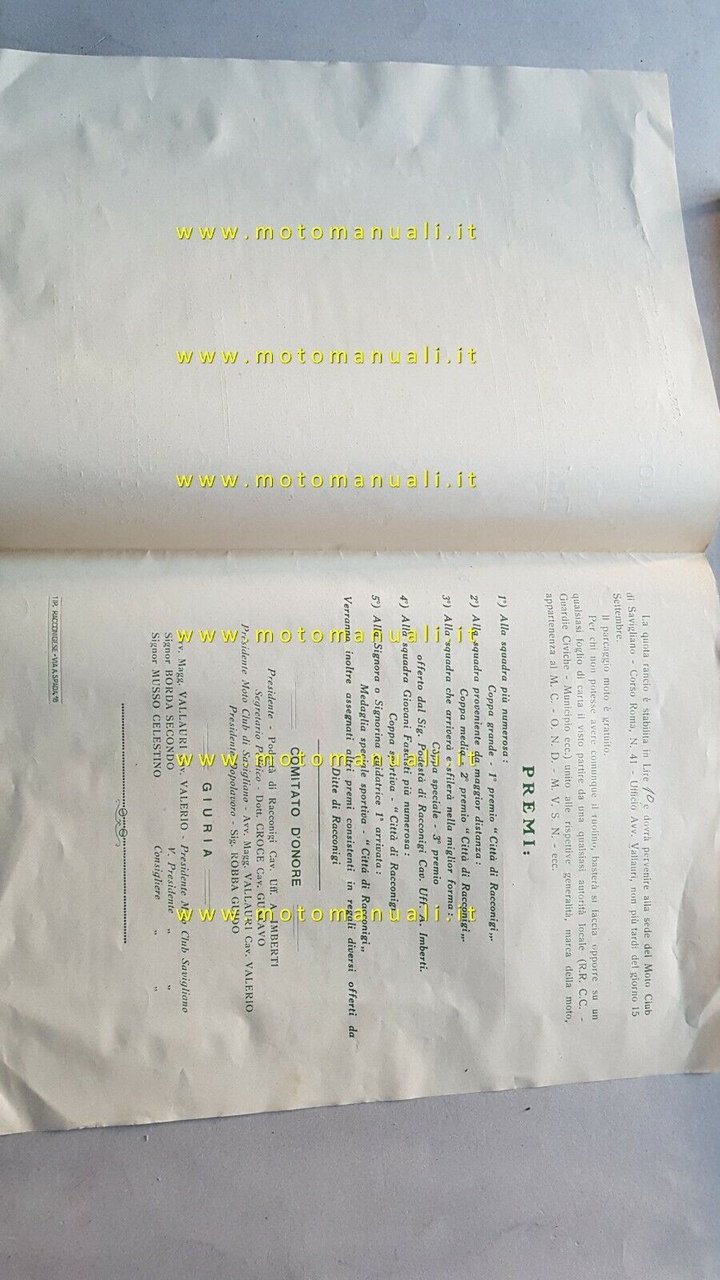 La quota rancio è stabilita in Lire 10, dovrà pervenire alla sede del Moto Club
di Savigliano - Corso Roma, N. 41 - Ufficio Avv. Vallauri, non più tardi del giorno 15
Settembre.
Il parcaggio moto è gratuito.
Per chi non potesse avere comunque il ruolino, basterà si faccia opporre su un
qualsiasi foglio di carta il visto partire da una qualsiasi autorità locale (R.R. C.C. -
Guardie Civiche - Municipio ecc) unito alle rispettive generalità, marca della moto,
appartenenza al M. C. - O. N. D. - M. V. S. N. - ecc.
PREMI:
1°) Alla squadra più numerosa:
Coppa grande - 1° premio "Città di Racconigi„
2°) Alla squadra proveniente da maggior distanza:
Coppa media - 2° premio "Città di Racconigi„
3°) Alla squadra che arriverà e sfilerà nella miglior forma:
Coppa speciale - 3° premio
offerto dal Sig. Podestà di Racconigi Cav. Uff. A. Imberti.
4°) Alla squadra Giovani Fascisti più numerosa:
Coppa sportiva - "Città di Racconigi„
5°) Alla Signora o Signorina guidatrice 1ª arrivata:
Medaglia speciale sportiva - "Città di Racconigi„
Verranno inoltre assegnati altri premi consistenti in regali diversi offerti da
Ditte di Racconigi
COMITATO D'ONORE
Presidente - Podestà di Racconigi Cav. Uff. A. IMBERTI
Segretario Politico - Dott. CROCE Cav. GUSTAVO
Presidente Moto Club di Savigliano - Avv. Magg. VALLAURI Cav. VALERIO
Presidente Dopolavoro - Sig. ROBBA GUIDO
GIURIA
Avv. Magg. VALLAURI Cav. VALERIO - Presidente Moto Club Savigliano
Signor BORDA SECONDO V. Presidente „ „
Signor MUSSO CELESTINO Consigliere „ „
TIP. RACCONIGESE - VIA A. SPADA, 16
www.motomanuali.it
www.motomanuali.it
www.motomanuali.it
www.motomanuali.it
www.motomanuali.it
www.motomanuali.it